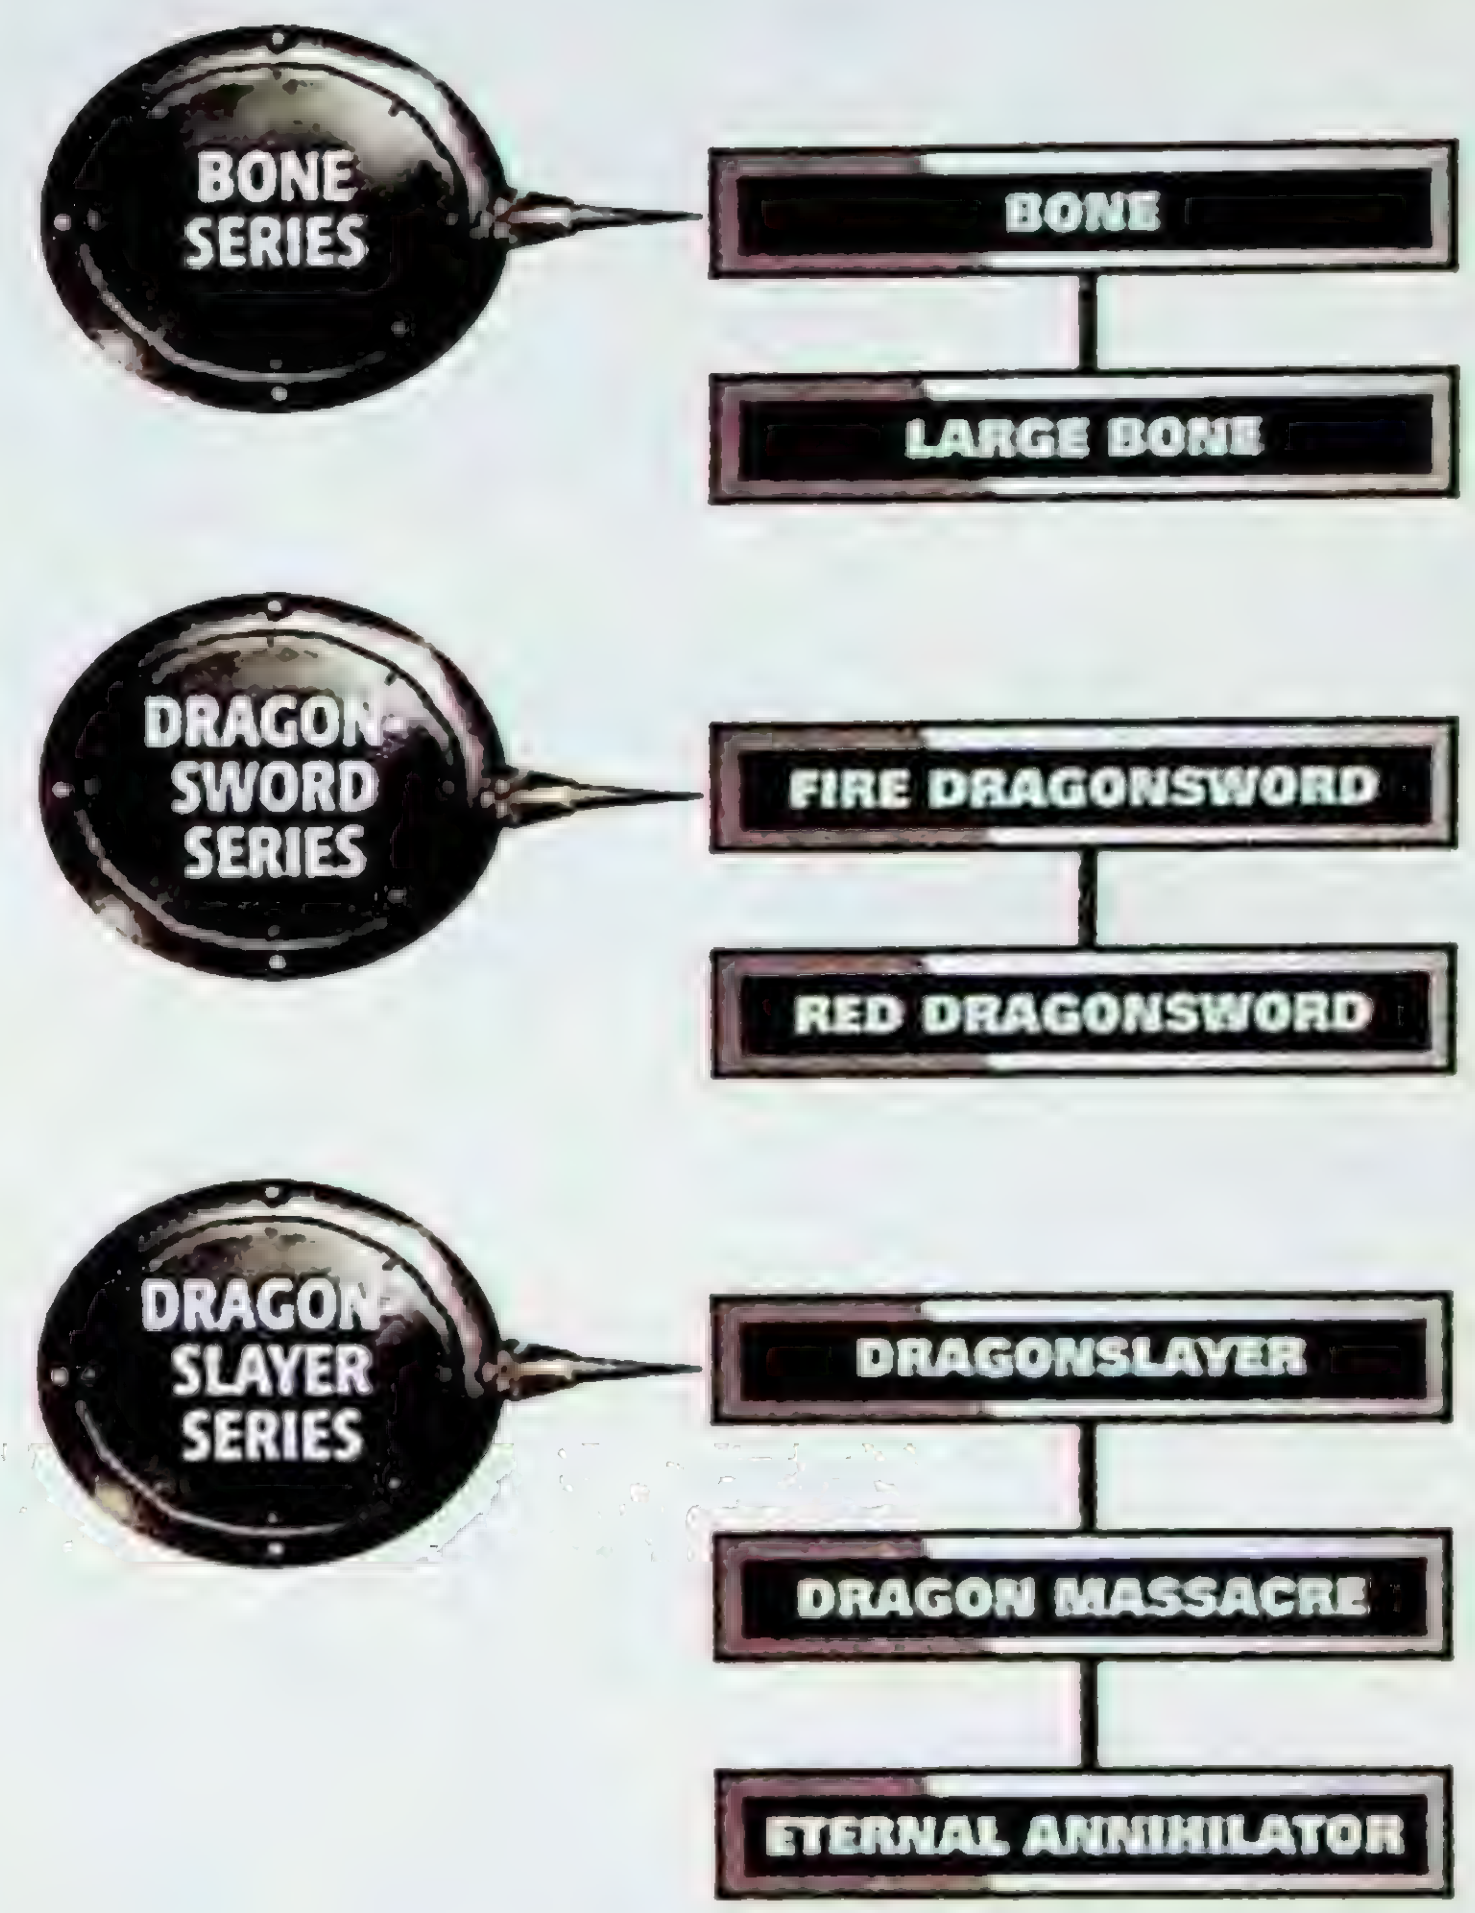 BONE
SERIES
BONE
LARGE BONE
DRAGON-
SWORD
SERIES
FIRE DRAGONSWORD
RED DRAGONSWORD
DRAGON-
SLAYER
SERIES
DRAGONSLAYER
DRAGON MASSACRE
ETERNAL ANNIHILATOR